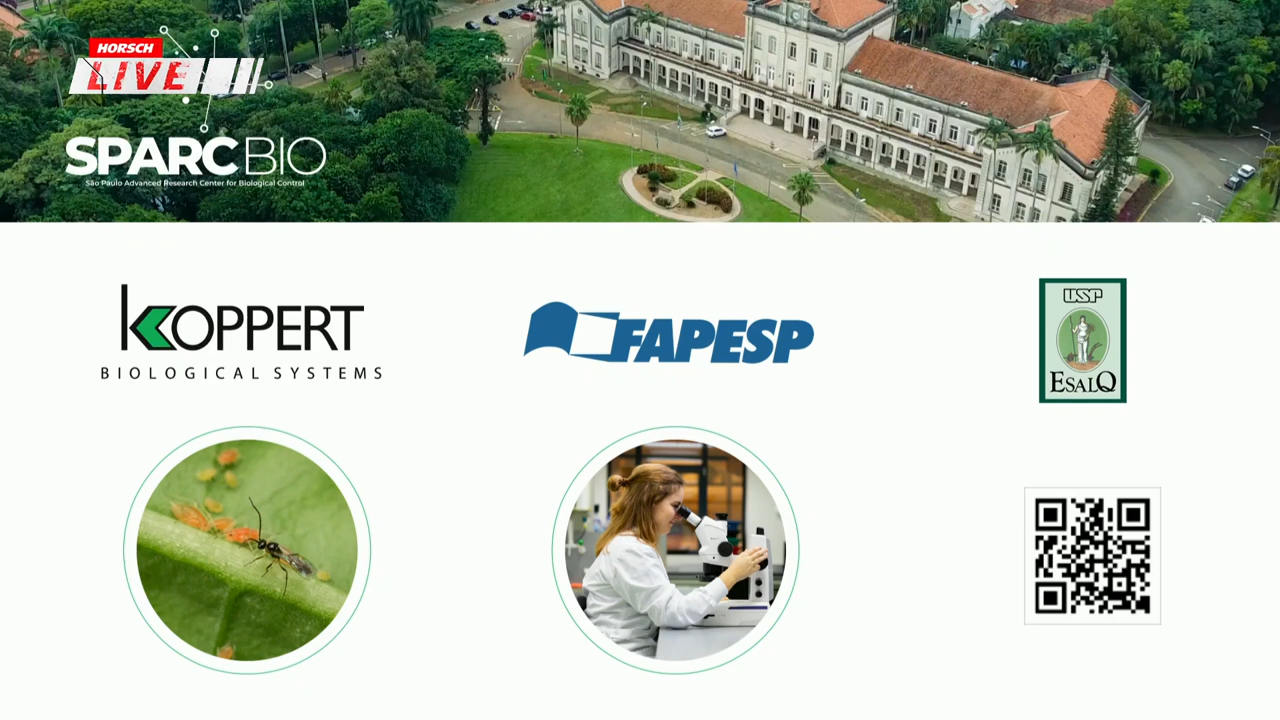 HORSCH
LIVE
SPARCBIO
São Paulo Advanced Research Center for Biological Control
KOPPERT
BIOLOGICAL SYSTEMS
FAPESP
USP
ESALQ